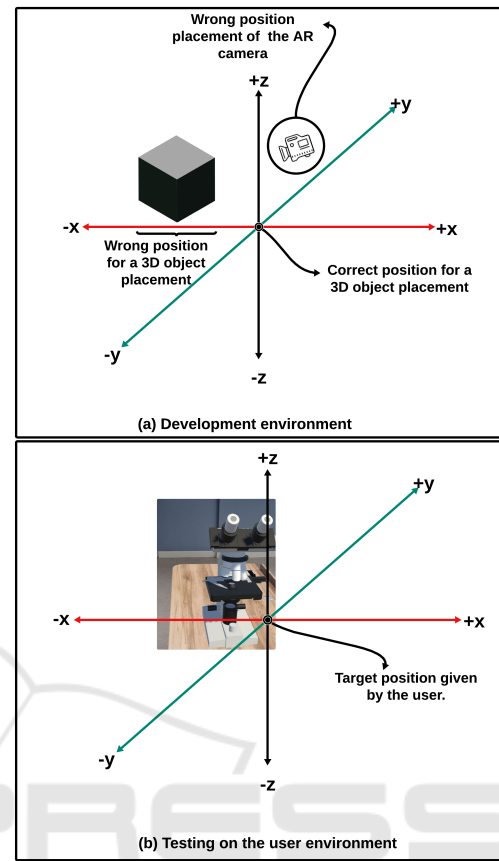 Wrong position
placement of the AR
camera
+z
+y
-x
+x
Wrong position
for a 3D object
placement
Correct position for a
3D object placement
-y
-z
(a) Development environment
+z
+y
-x
+x
Target position given
by the user.
-y
-z
PRESS
(b) Testing on the user environment